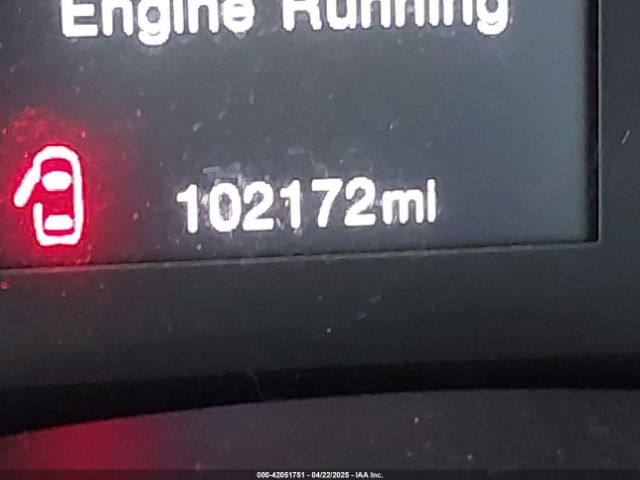 Engine Running
102172mi
000-42051751 - 04/22/2025 - IAA Inc.